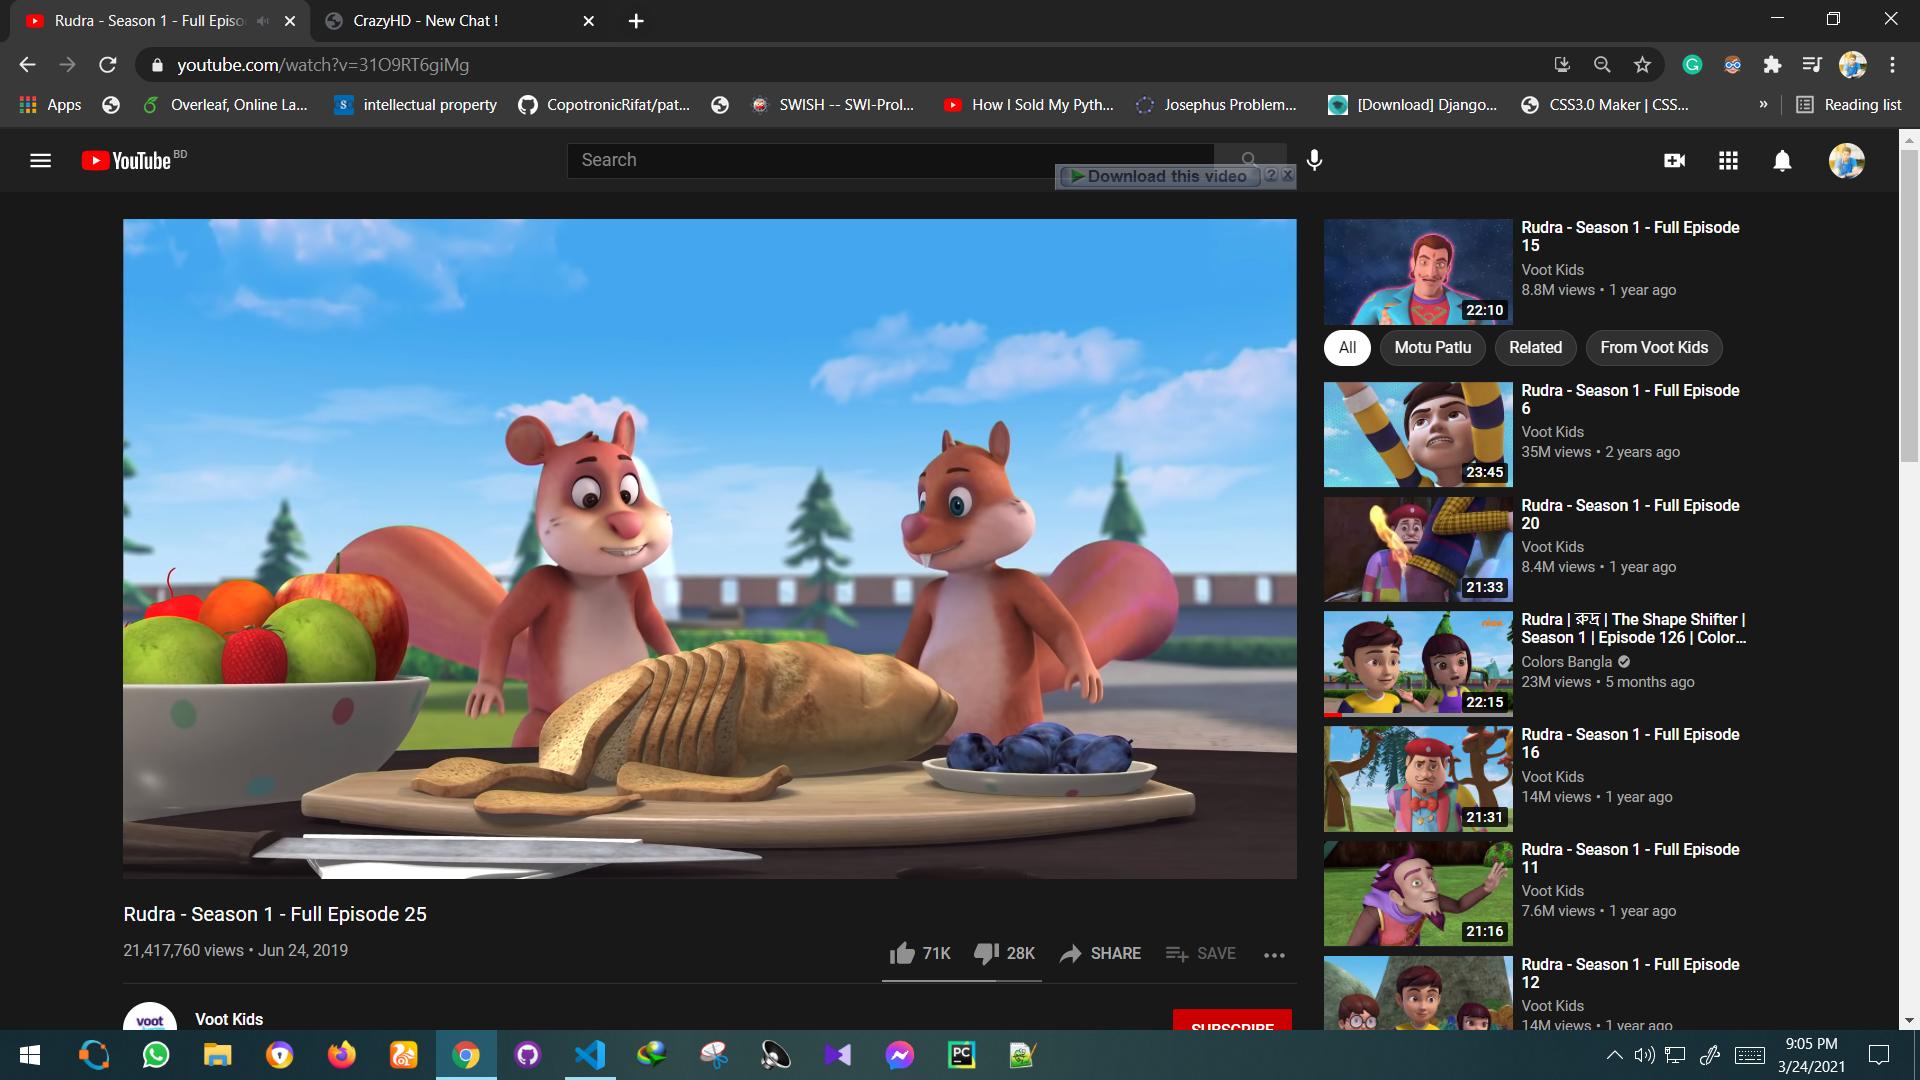 Rudra - Season 1 - Full Episo
CrazyHD - New Chat !
youtube.com/watch?v=31O9RT6giMg
Apps
Overleaf, Online La...
intellectual property
CopotronicRifat/pat...
SWISH -- SWI-Prol...
How I Sold My Pyth...
Josephus Problem...
[Download] Django...
CSS3.0 Maker | CSS...
»
Reading list
YouTube BD
Search
Download this video
Rudra - Season 1 - Full Episode
15
Voot Kids
8.8M views • 1 year ago
22:10
All
Motu Patlu
Related
From Voot Kids
Rudra - Season 1 - Full Episode
6
Voot Kids
35M views • 2 years ago
23:45
Rudra - Season 1 - Full Episode
20
Voot Kids
8.4M views • 1 year ago
21:33
Rudra | রুদ্র | The Shape Shifter |
Season 1 | Episode 126 | Color...
Colors Bangla
23M views • 5 months ago
22:15
Rudra - Season 1 - Full Episode
16
Voot Kids
14M views • 1 year ago
21:31
Rudra - Season 1 - Full Episode
11
Voot Kids
7.6M views • 1 year ago
21:16
Rudra - Season 1 - Full Episode
12
Voot Kids
14M views • 1 year ago
Rudra - Season 1 - Full Episode 25
21,417,760 views • Jun 24, 2019
71K
28K
SHARE
SAVE
voot
Voot Kids
SUBSCRIBE
9:05 PM
3/24/2021